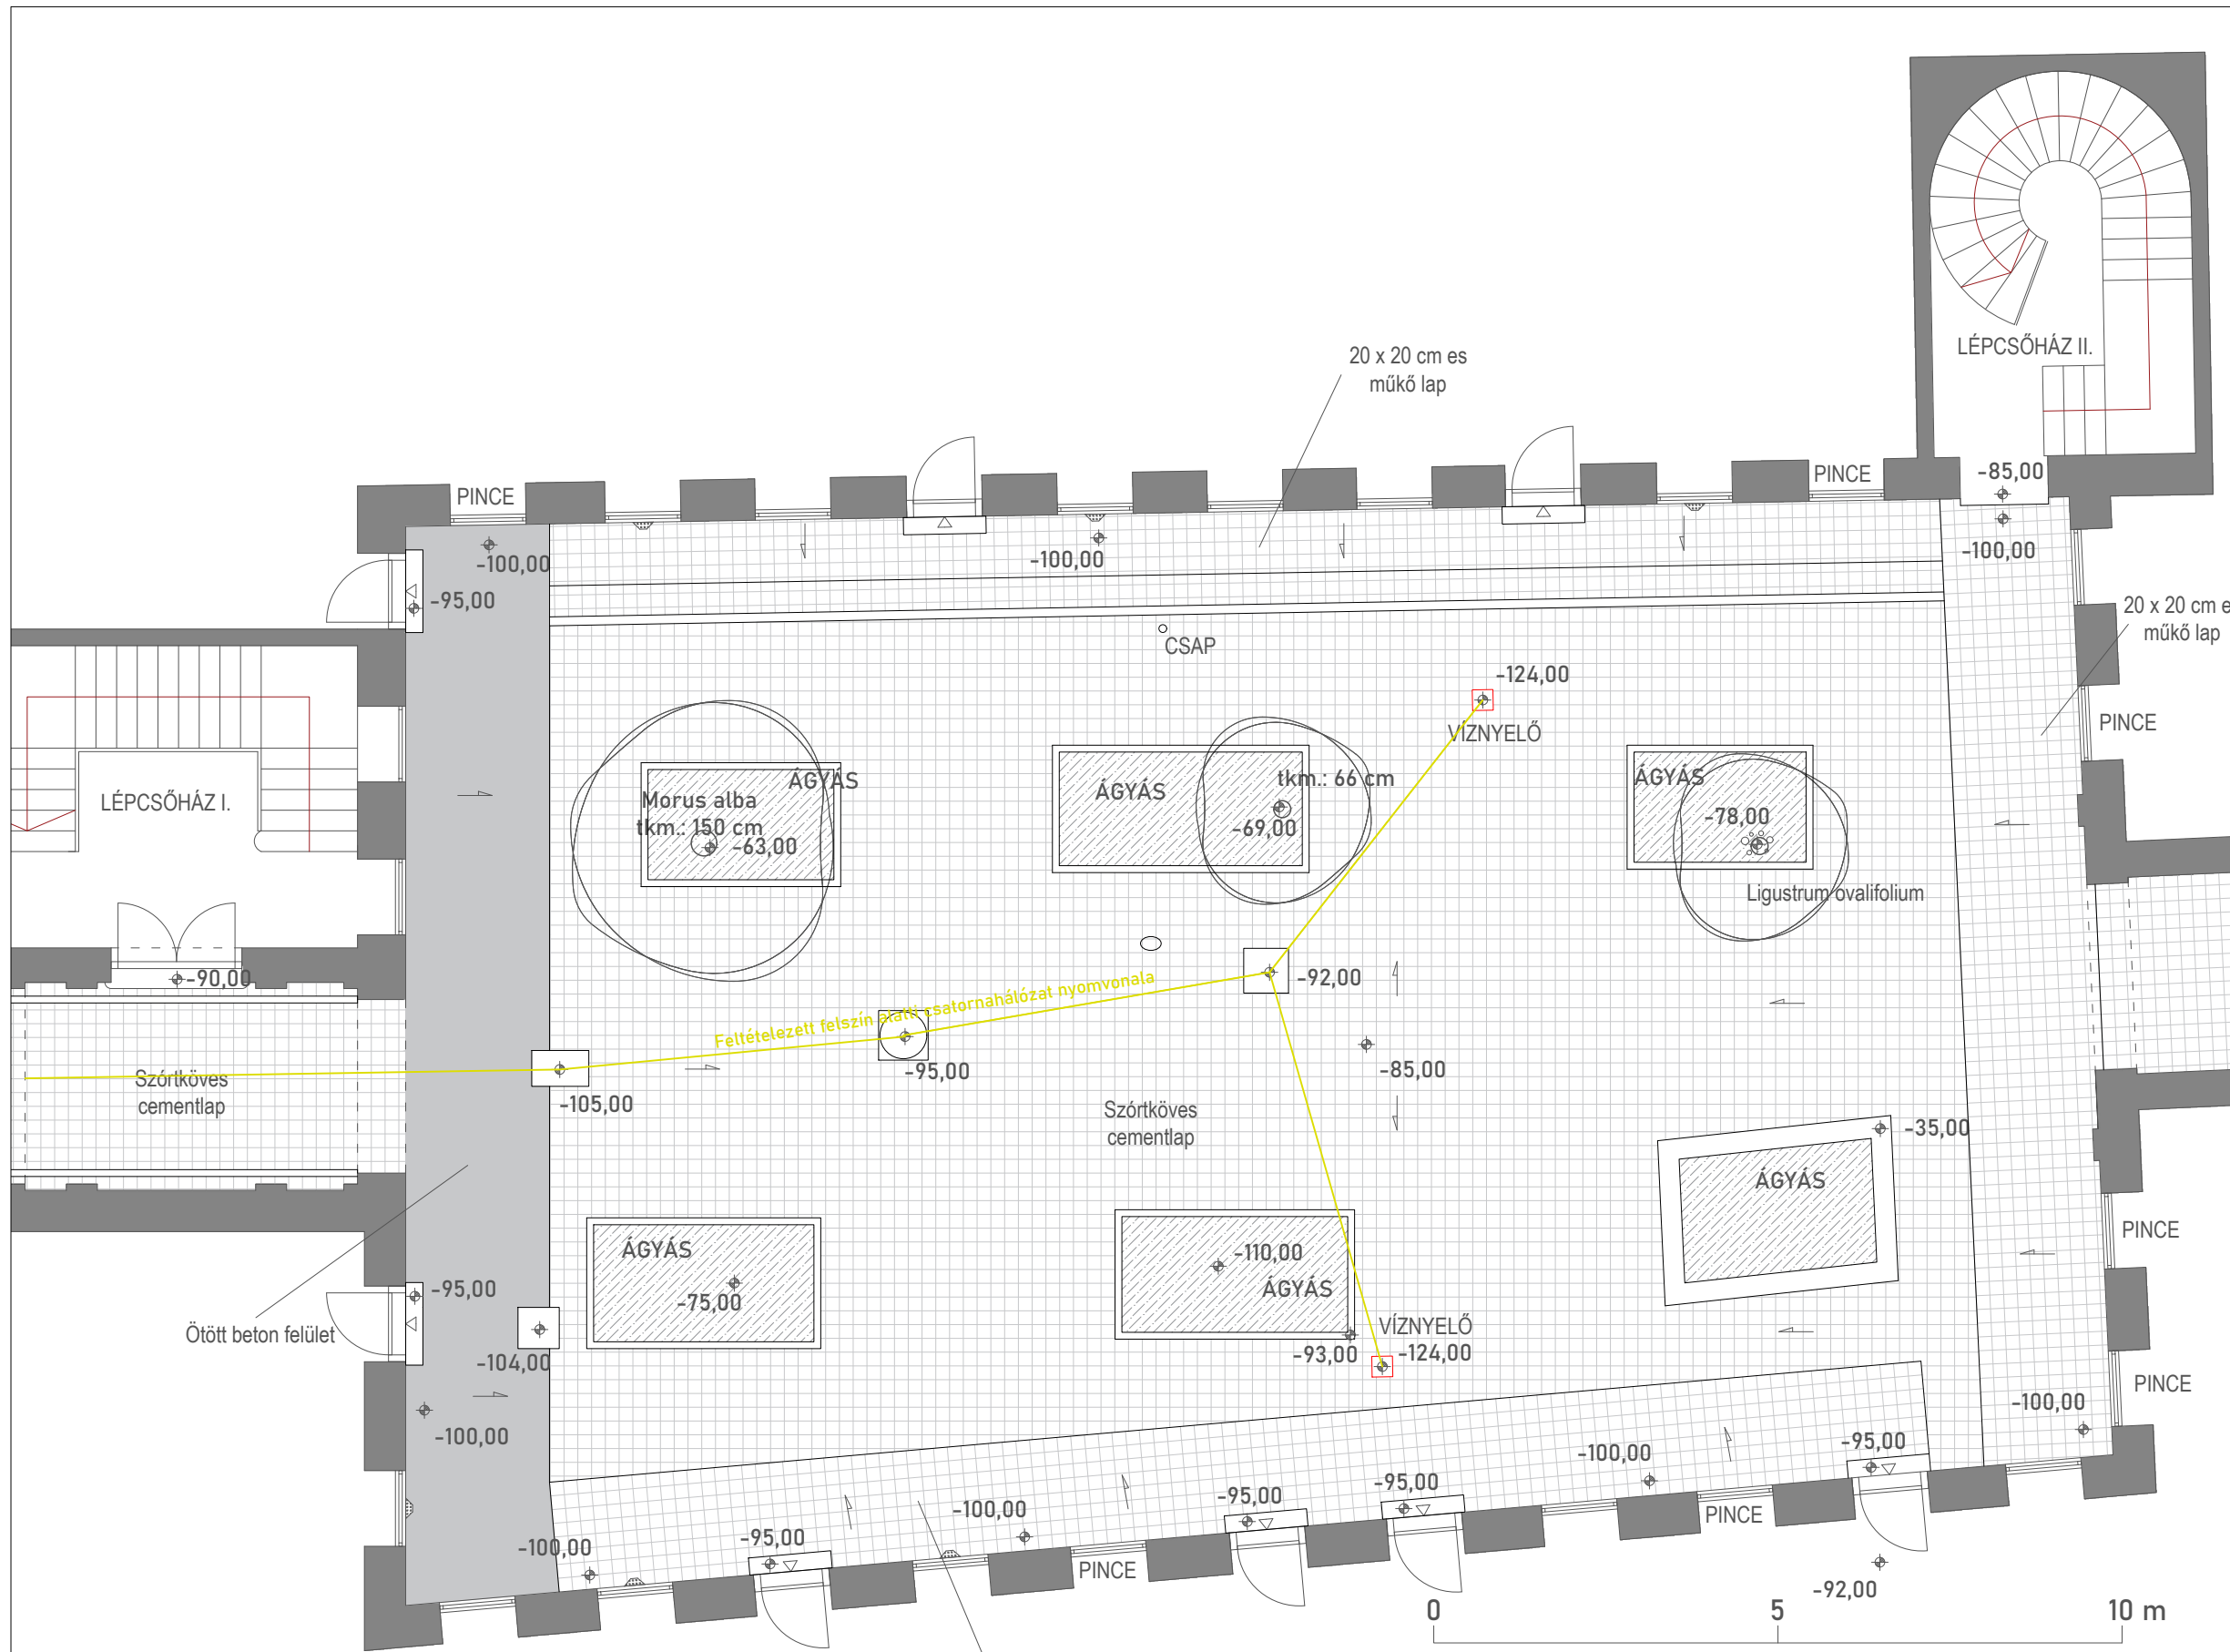 20 x 20 cm es
műkő lap
LÉPCSŐHÁZ II.
PINCE
PINCE
-85,00
-100,00
-100,00
-100,00
-95,00
20 x 20 cm e
műkő lap
CSAP
-124,00
VÍZNYELŐ
PINCE
LÉPCSŐHÁZ I.
ÁGYÁS
Morus alba
tkm.: 150 cm
-63,00
ÁGYÁS
tkm.: 66 cm
-69,00
ÁGYÁS
-78,00
Ligustrum ovalifolium
-90,00
-92,00
Feltételezett felszín alatti csatornahálózat nyomvonala
-95,00
-85,00
Szórtköves
cementlap
-105,00
Szórtköves
cementlap
-35,00
ÁGYÁS
PINCE
ÁGYÁS
-75,00
-110,00
ÁGYÁS
-95,00
Ötött beton felület
-104,00
VÍZNYELŐ
-93,00
-124,00
PINCE
-100,00
-100,00
-95,00
-100,00
-95,00
-95,00
-100,00
PINCE
-95,00
-100,00
PINCE
-92,00
0 5 10 m